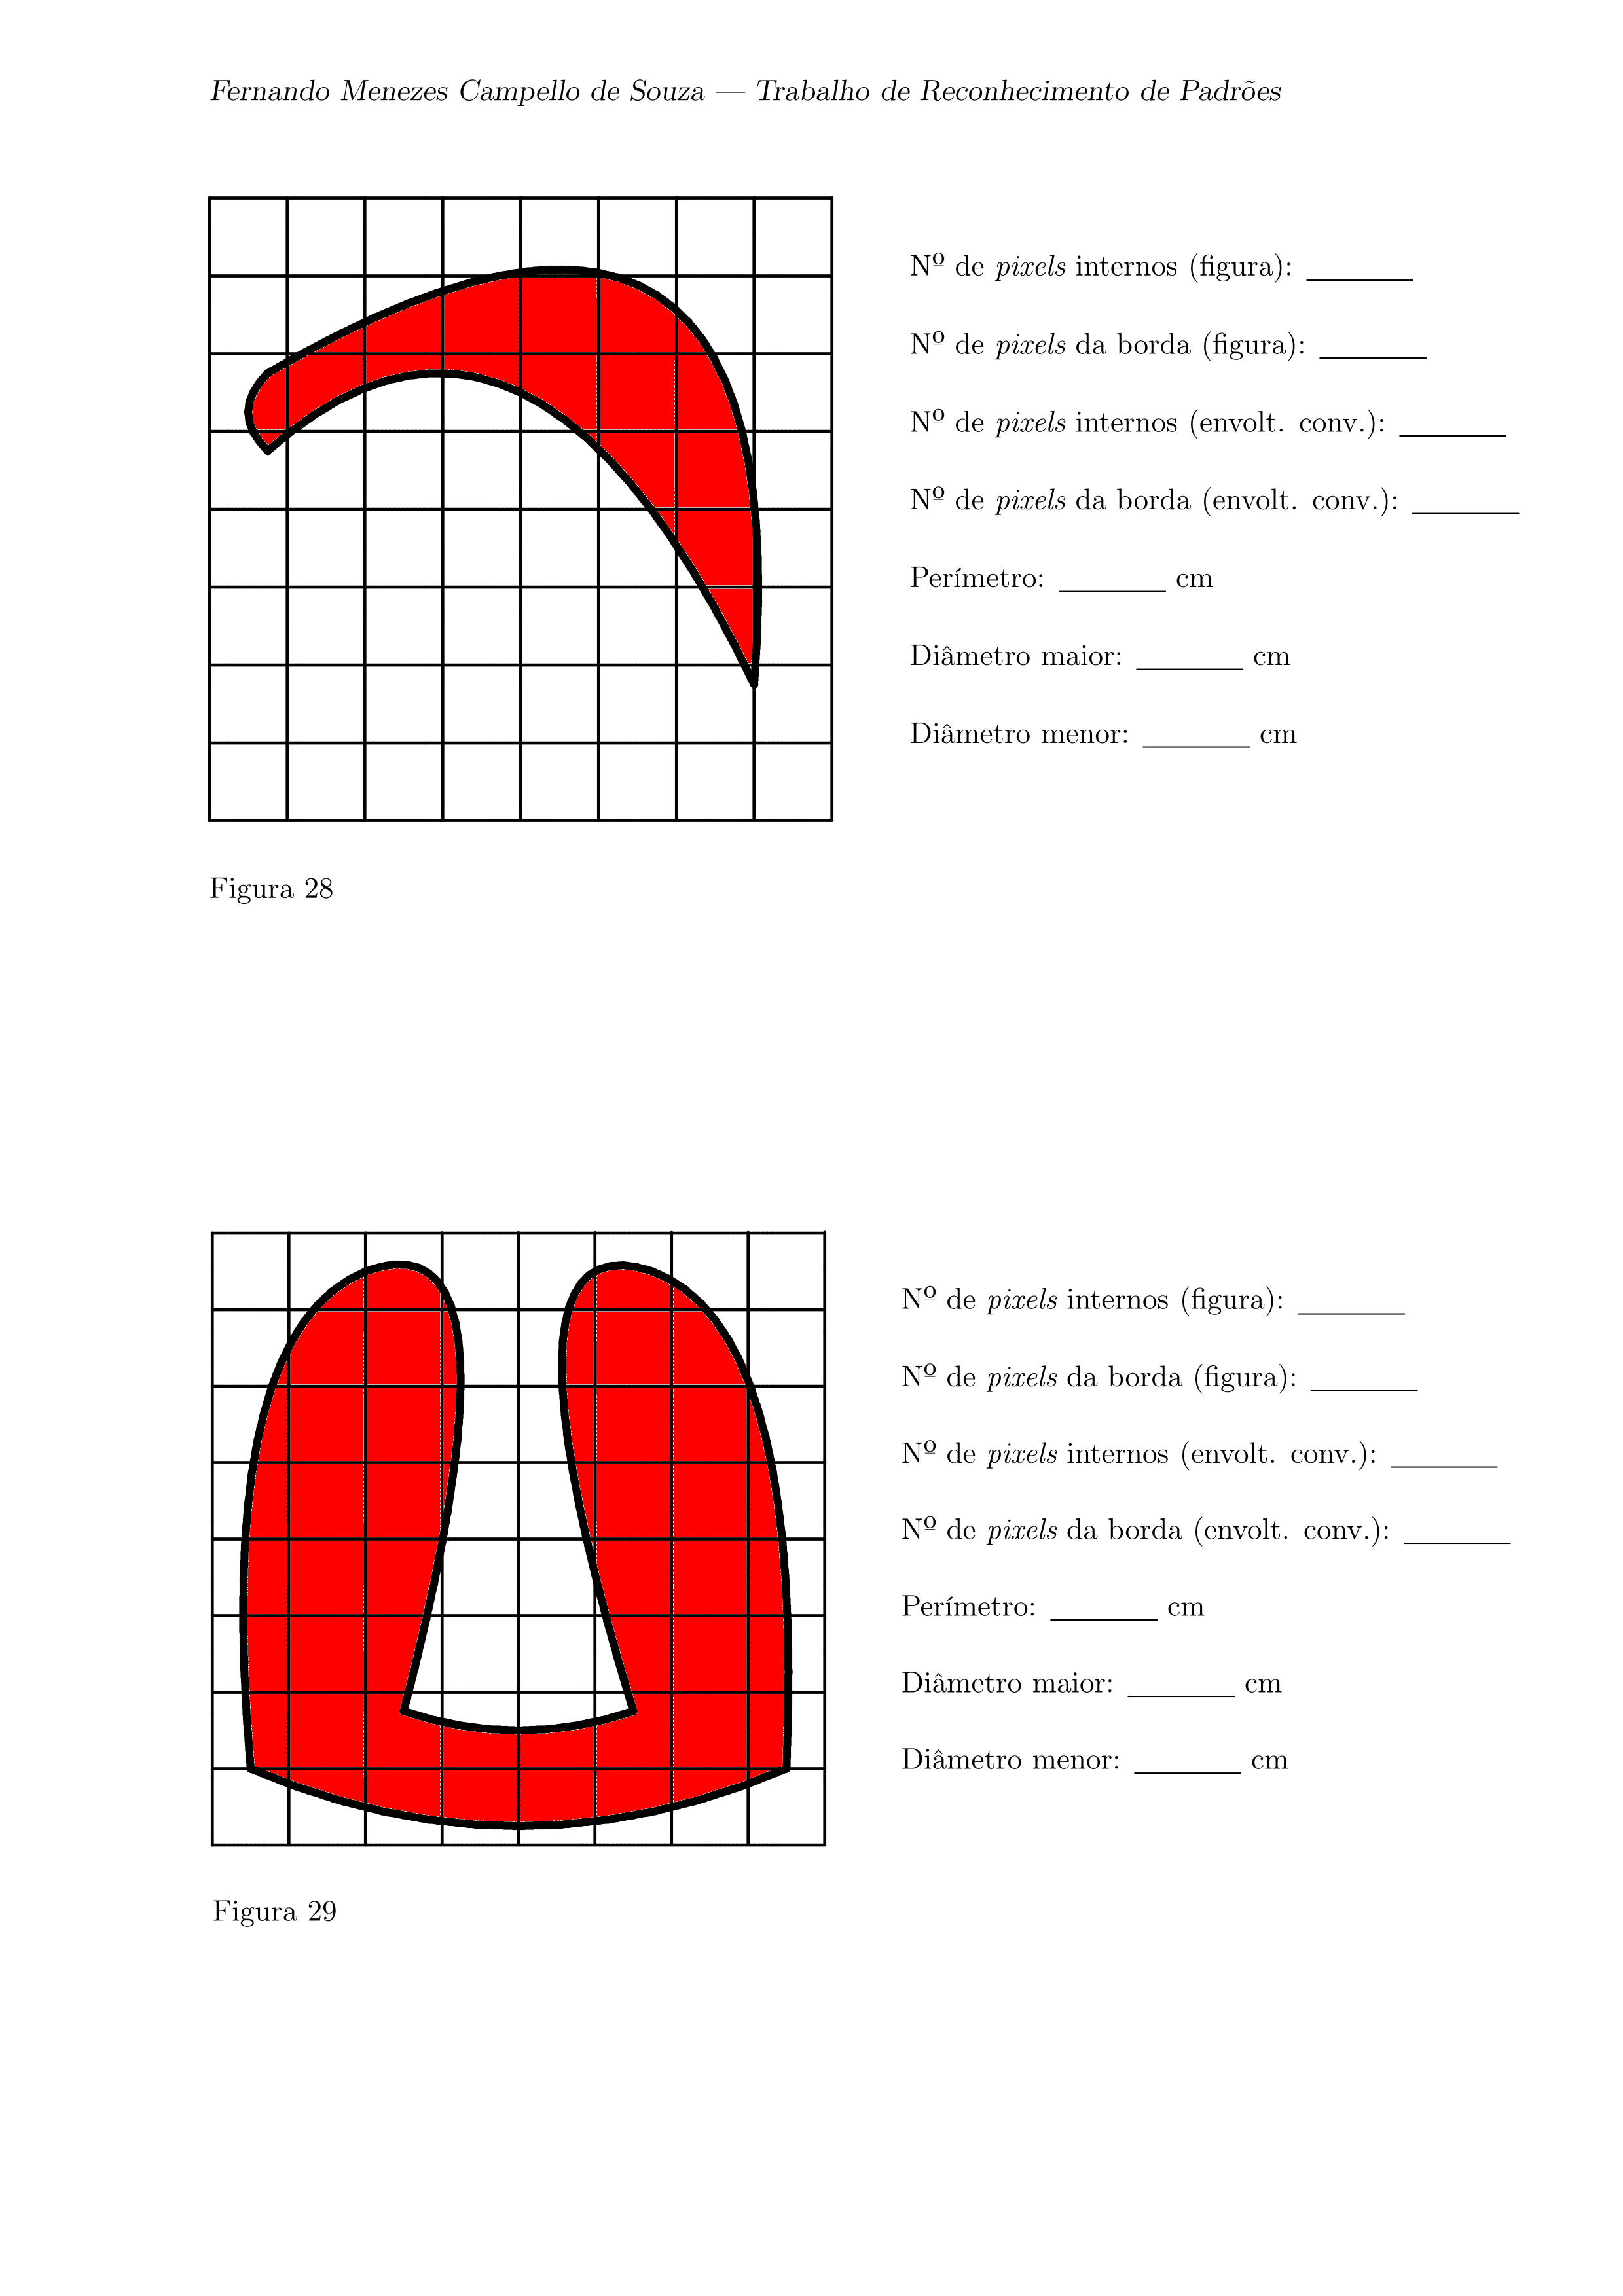 Fernando Menezes Campello de Souza — Trabalho de Reconhecimento de Padrões
Nº de pixels internos (figura): _______
Nº de pixels da borda (figura): _______
Nº de pixels internos (envolt. conv.): _______
Nº de pixels da borda (envolt. conv.): _______
Perímetro: _______ cm
Diâmetro maior: _______ cm
Diâmetro menor: _______ cm
Figura 28
Nº de pixels internos (figura): _______
Nº de pixels da borda (figura): _______
Nº de pixels internos (envolt. conv.): _______
Nº de pixels da borda (envolt. conv.): _______
Perímetro: _______ cm
Diâmetro maior: _______ cm
Diâmetro menor: _______ cm
Figura 29